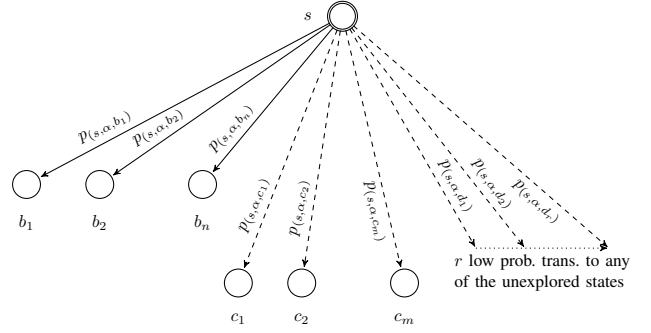 s
p(s,α,b1)
p(s,α,b2)
p(s,α,bn)
p(s,α,c1)
p(s,α,c2)
p(s,α,cm)
p(s,α,d1)
p(s,α,d2)
p(s,α,dr)
b1
b2
bn
r low prob. trans. to any
of the unexplored states
c1
c2
cm